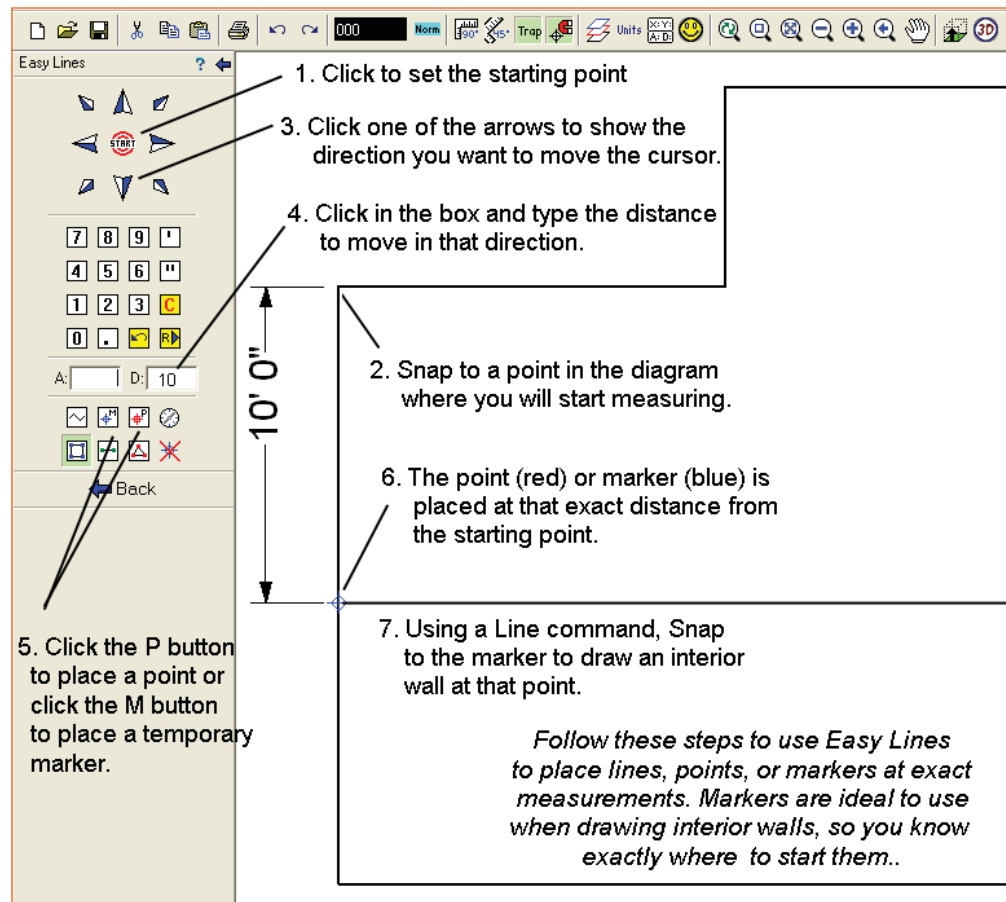 000 Norm 90° 45° Trap Units X: Y: A: D: 3D
Easy Lines ?
START
7 8 9 '
4 5 6 "
1 2 3 C
0 . R
A: D: 10
M P
Back
1. Click to set the starting point
3. Click one of the arrows to show the
direction you want to move the cursor.
4. Click in the box and type the distance
to move in that direction.
10' 0"
2. Snap to a point in the diagram
where you will start measuring.
6. The point (red) or marker (blue) is
placed at that exact distance from
the starting point.
5. Click the P button
to place a point or
click the M button
to place a temporary
marker.
7. Using a Line command, Snap
to the marker to draw an interior
wall at that point.
Follow these steps to use Easy Lines
to place lines, points, or markers at exact
measurements. Markers are ideal to use
when drawing interior walls, so you know
exactly where to start them..